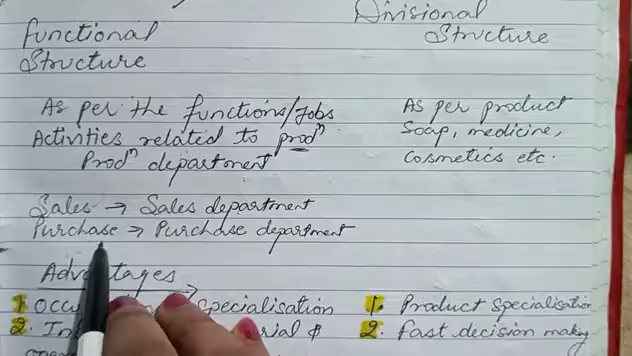 Functional
Structure
Divisional
Structure
As per the functions/Jobs
Activities related to prodⁿ
Prodⁿ department
As per product
Soap, medicine,
Cosmetics etc.
Sales → Sales department
Purchase → Purchase department
Advantages
1. specialisation
2.
1. Product Specialisation
2. Fast decision making